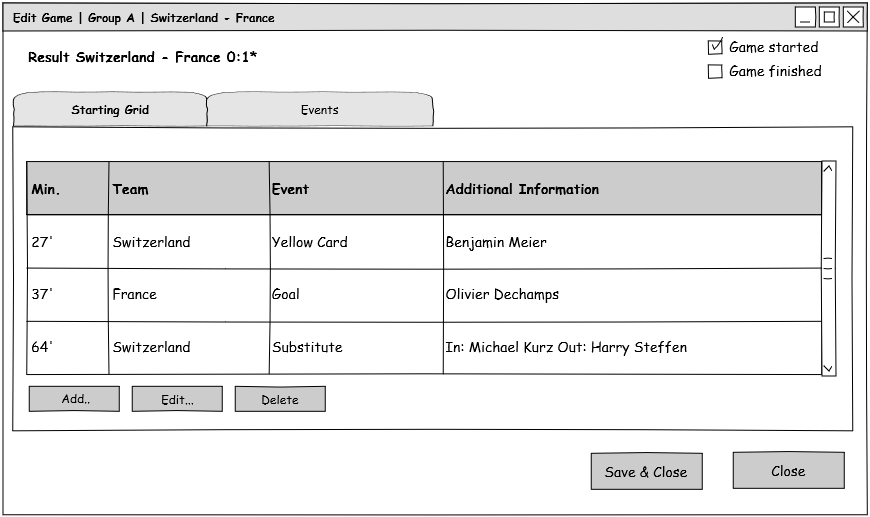 Edit Game | Group A | Switzerland - France
Result Switzerland - France 0:1*
Game started
Game finished
Starting Grid Events
Min. Team Event Additional Information
27' Switzerland Yellow Card Benjamin Meier
37' France Goal Olivier Dechamps
64' Switzerland Substitute In: Michael Kurz Out: Harry Steffen
Add.. Edit... Delete
Save & Close Close